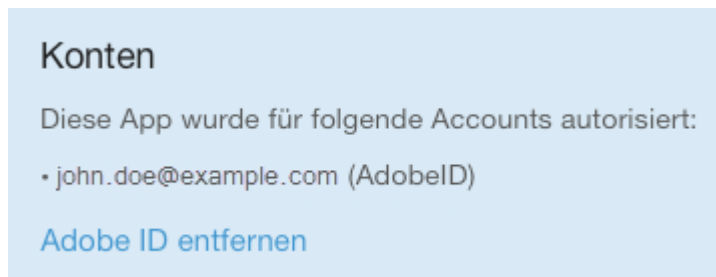 Konten
Diese App wurde für folgende Accounts autorisiert:
• john.doe@example.com (AdobeID)
Adobe ID entfernen